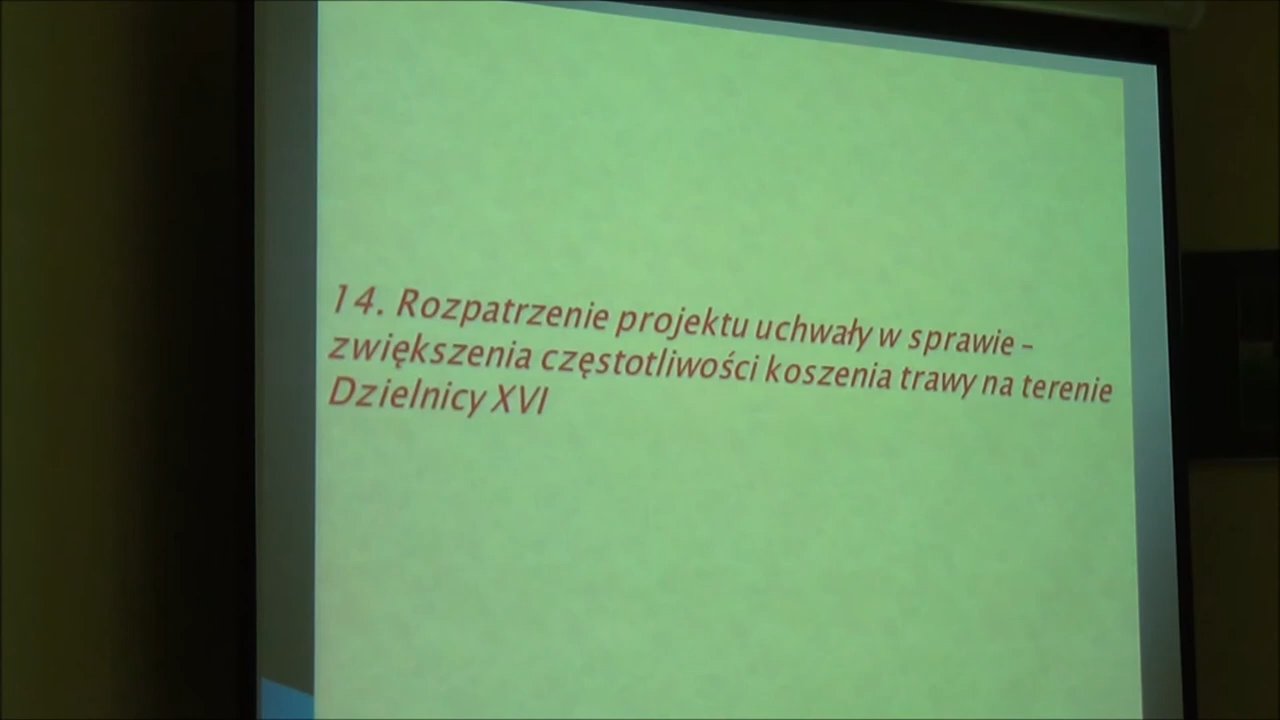 14. Rozpatrzenie projektu uchwały w sprawie –
zwiększenia częstotliwości koszenia trawy na terenie
Dzielnicy XVI